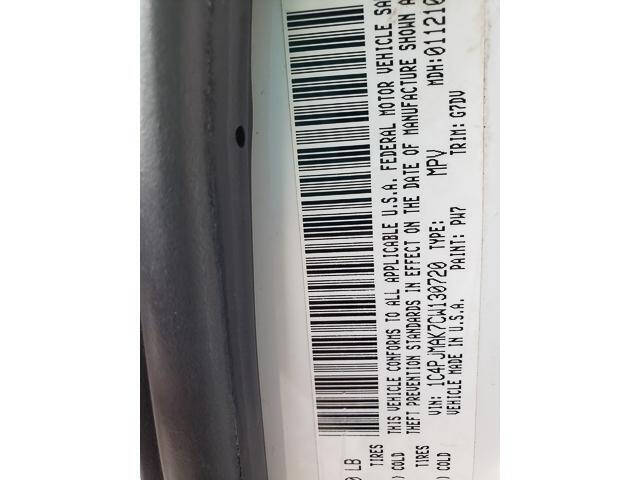 0 LB
TIRES
) COLD
THIS VEHICLE CONFORMS TO ALL APPLICABLE U.S.A. FEDERAL MOTOR VEHICLE SA
THEFT PREVENTION STANDARDS IN EFFECT ON THE DATE OF MANUFACTURE SHOWN A
TIRES
) COLD
VIN: 1C4PJMAK7CW130720 TYPE: MPV MDH:011210
VEHICLE MADE IN U.S.A. PAINT: PW7 TRIM: G7DV